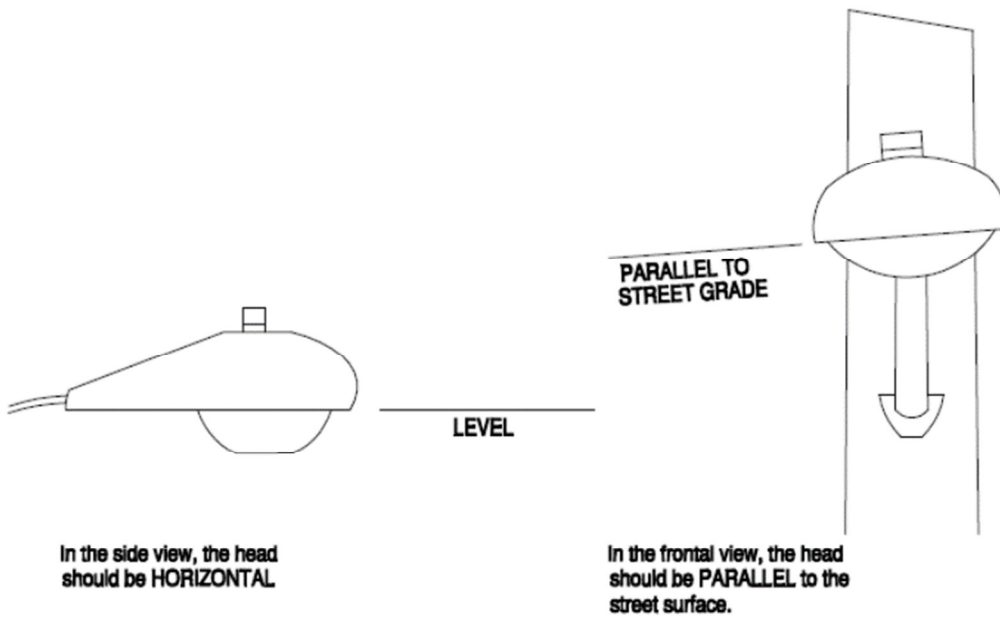 PARALLEL TO
STREET GRADE
LEVEL
In the side view, the head
should be HORIZONTAL
In the frontal view, the head
should be PARALLEL to the
street surface.